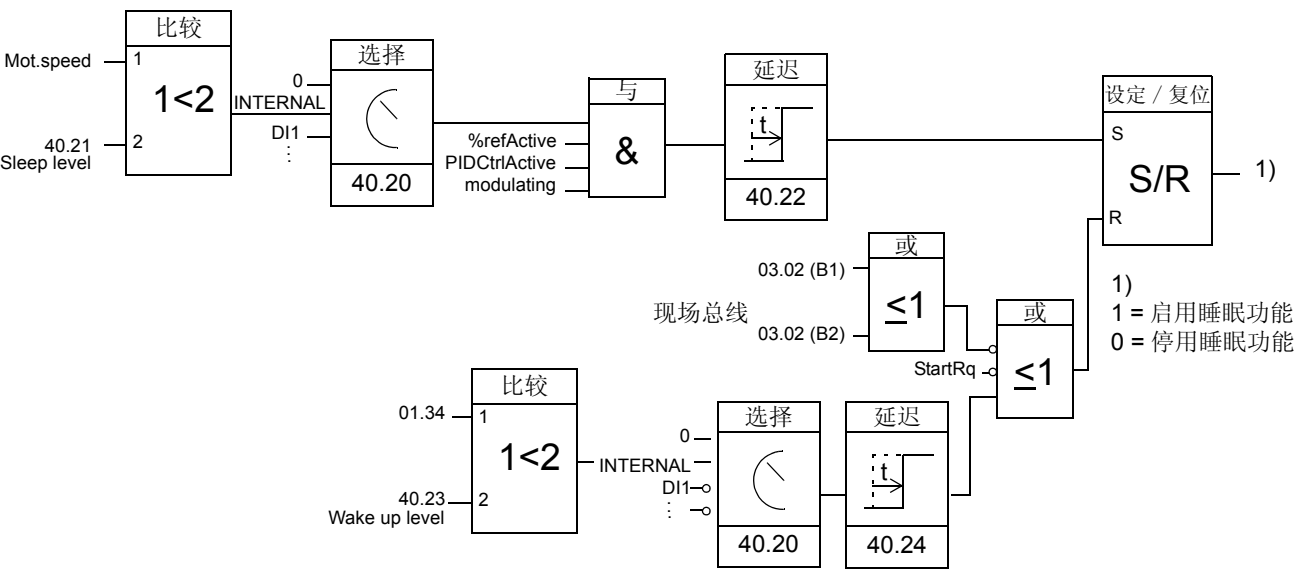 比较
Mot.speed
1
1<2
40.21
2
Sleep level
选择
0
INTERNAL
DI1
⋮
40.20
与
%refActive
PIDCtrlActive
modulating
&
延迟
t
40.22
设定 / 复位
S
S/R
R
1)
或
03.02 (B1)
≤1
现场总线
03.02 (B2)
1)
1 = 启用睡眠功能
0 = 停用睡眠功能
或
StartRq
≤1
比较
01.34
1
1<2
40.23
2
Wake up level
选择
0
INTERNAL
DI1
⋮
40.20
延迟
t
40.24